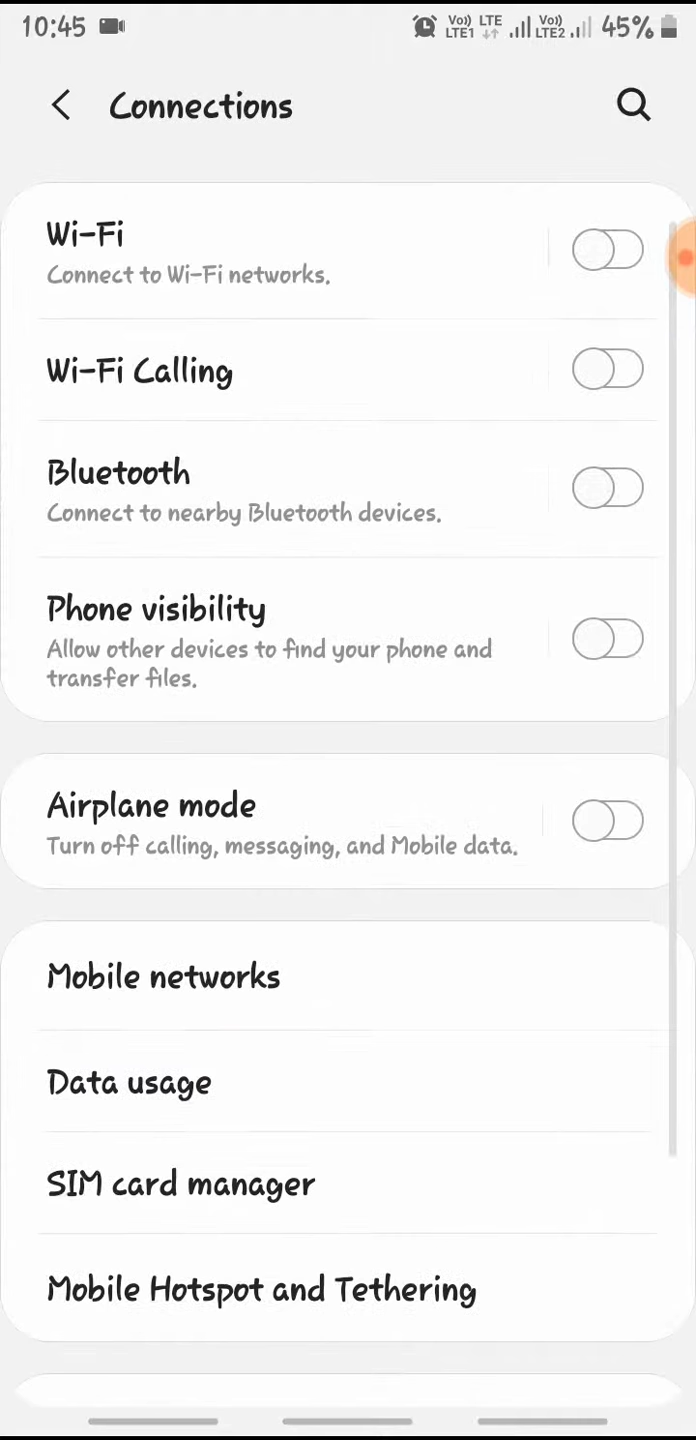 10:45 Vo)) LTE1 LTE Vo)) LTE2 45%
Connections
Wi-Fi
Connect to Wi-Fi networks.
Wi-Fi Calling
Bluetooth
Connect to nearby Bluetooth devices.
Phone visibility
Allow other devices to find your phone and
transfer files.
Airplane mode
Turn off calling, messaging, and Mobile data.
Mobile networks
Data usage
SIM card manager
Mobile Hotspot and Tethering